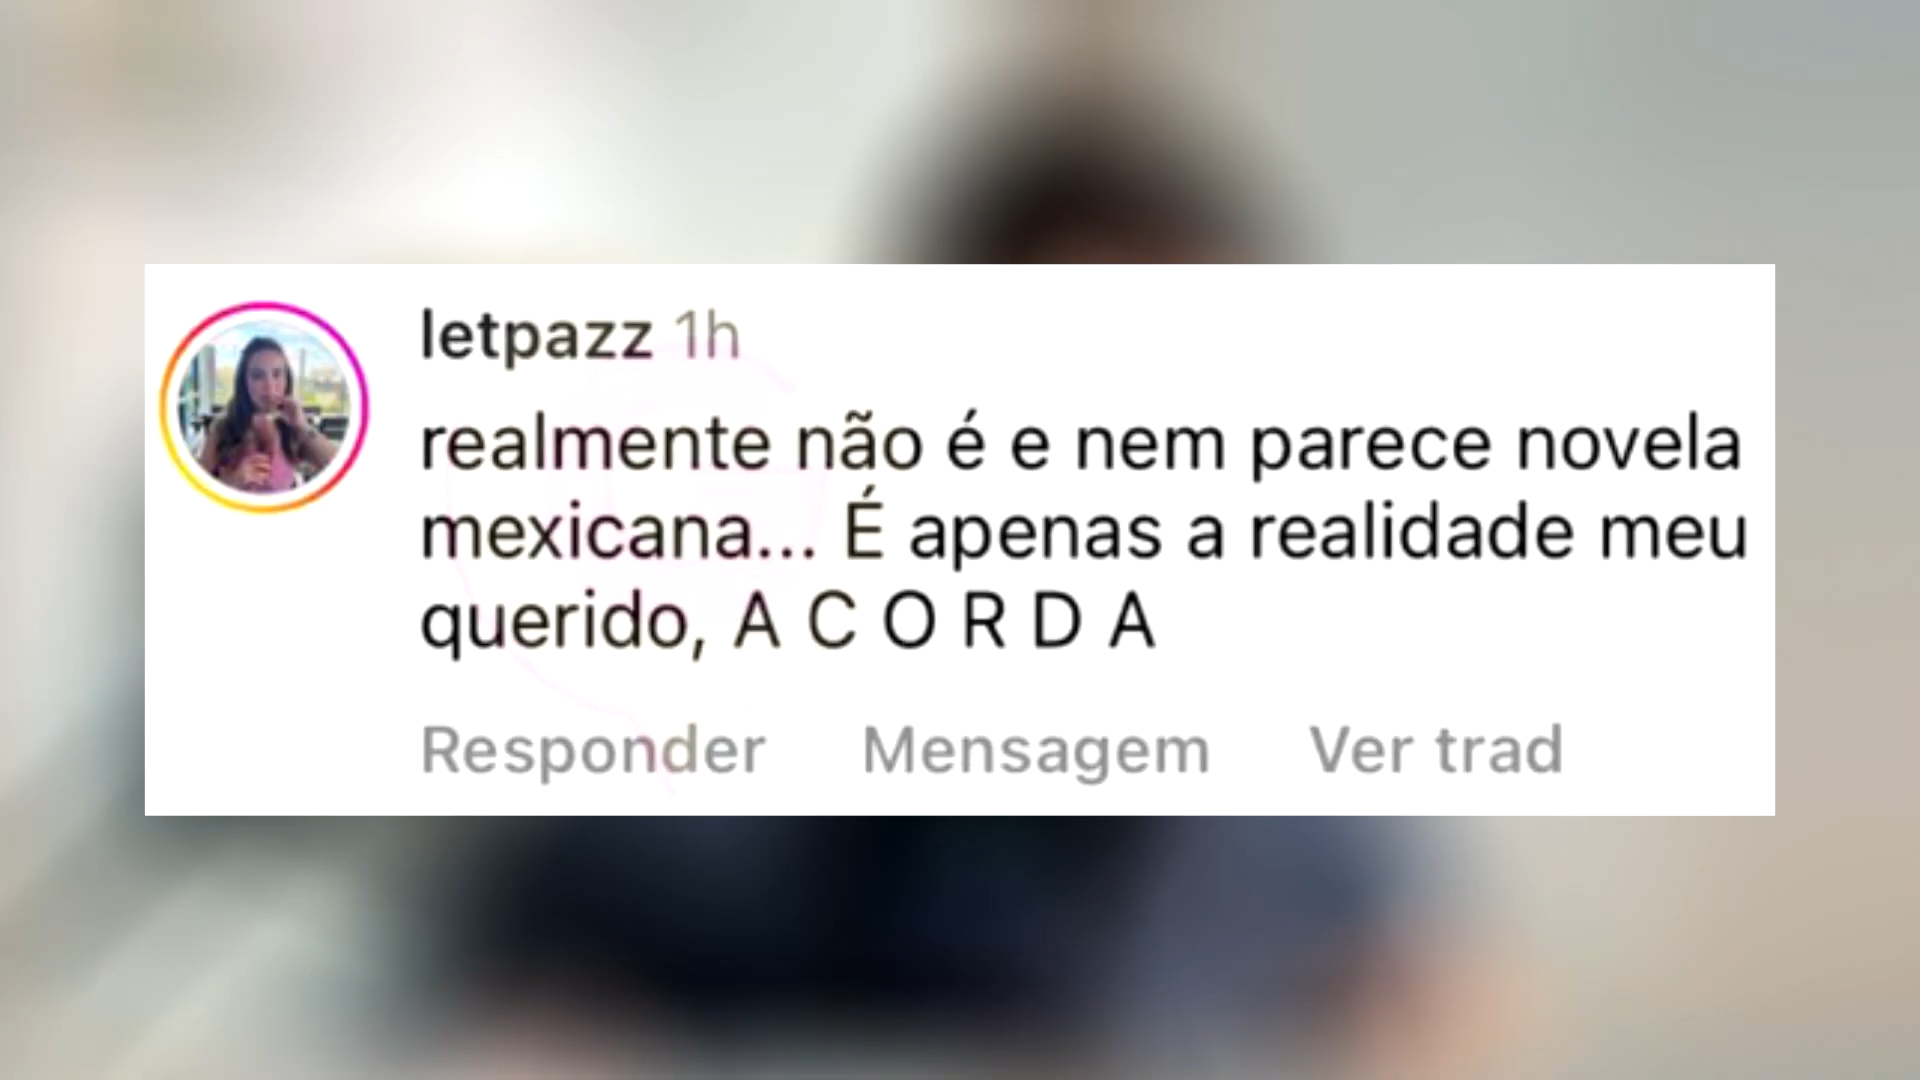 letpazz 1h
realmente não é e nem parece novela
mexicana... É apenas a realidade meu
querido, A C O R D A
Responder Mensagem Ver trad